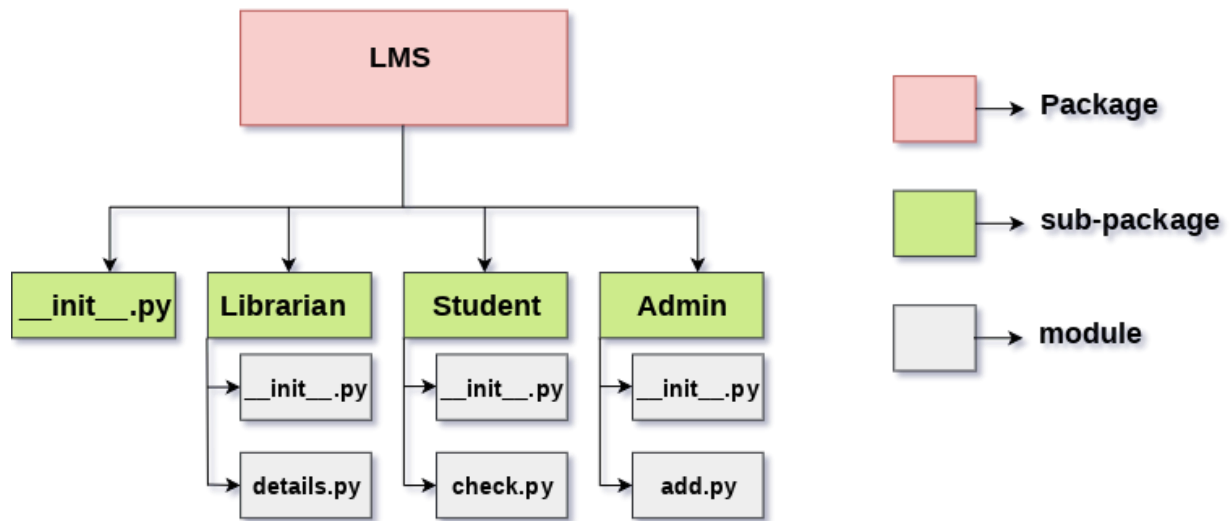 LMS
Package
sub-package
module
__init__.py
Librarian
Student
Admin
__init__.py
__init__.py
__init__.py
details.py
check.py
add.py